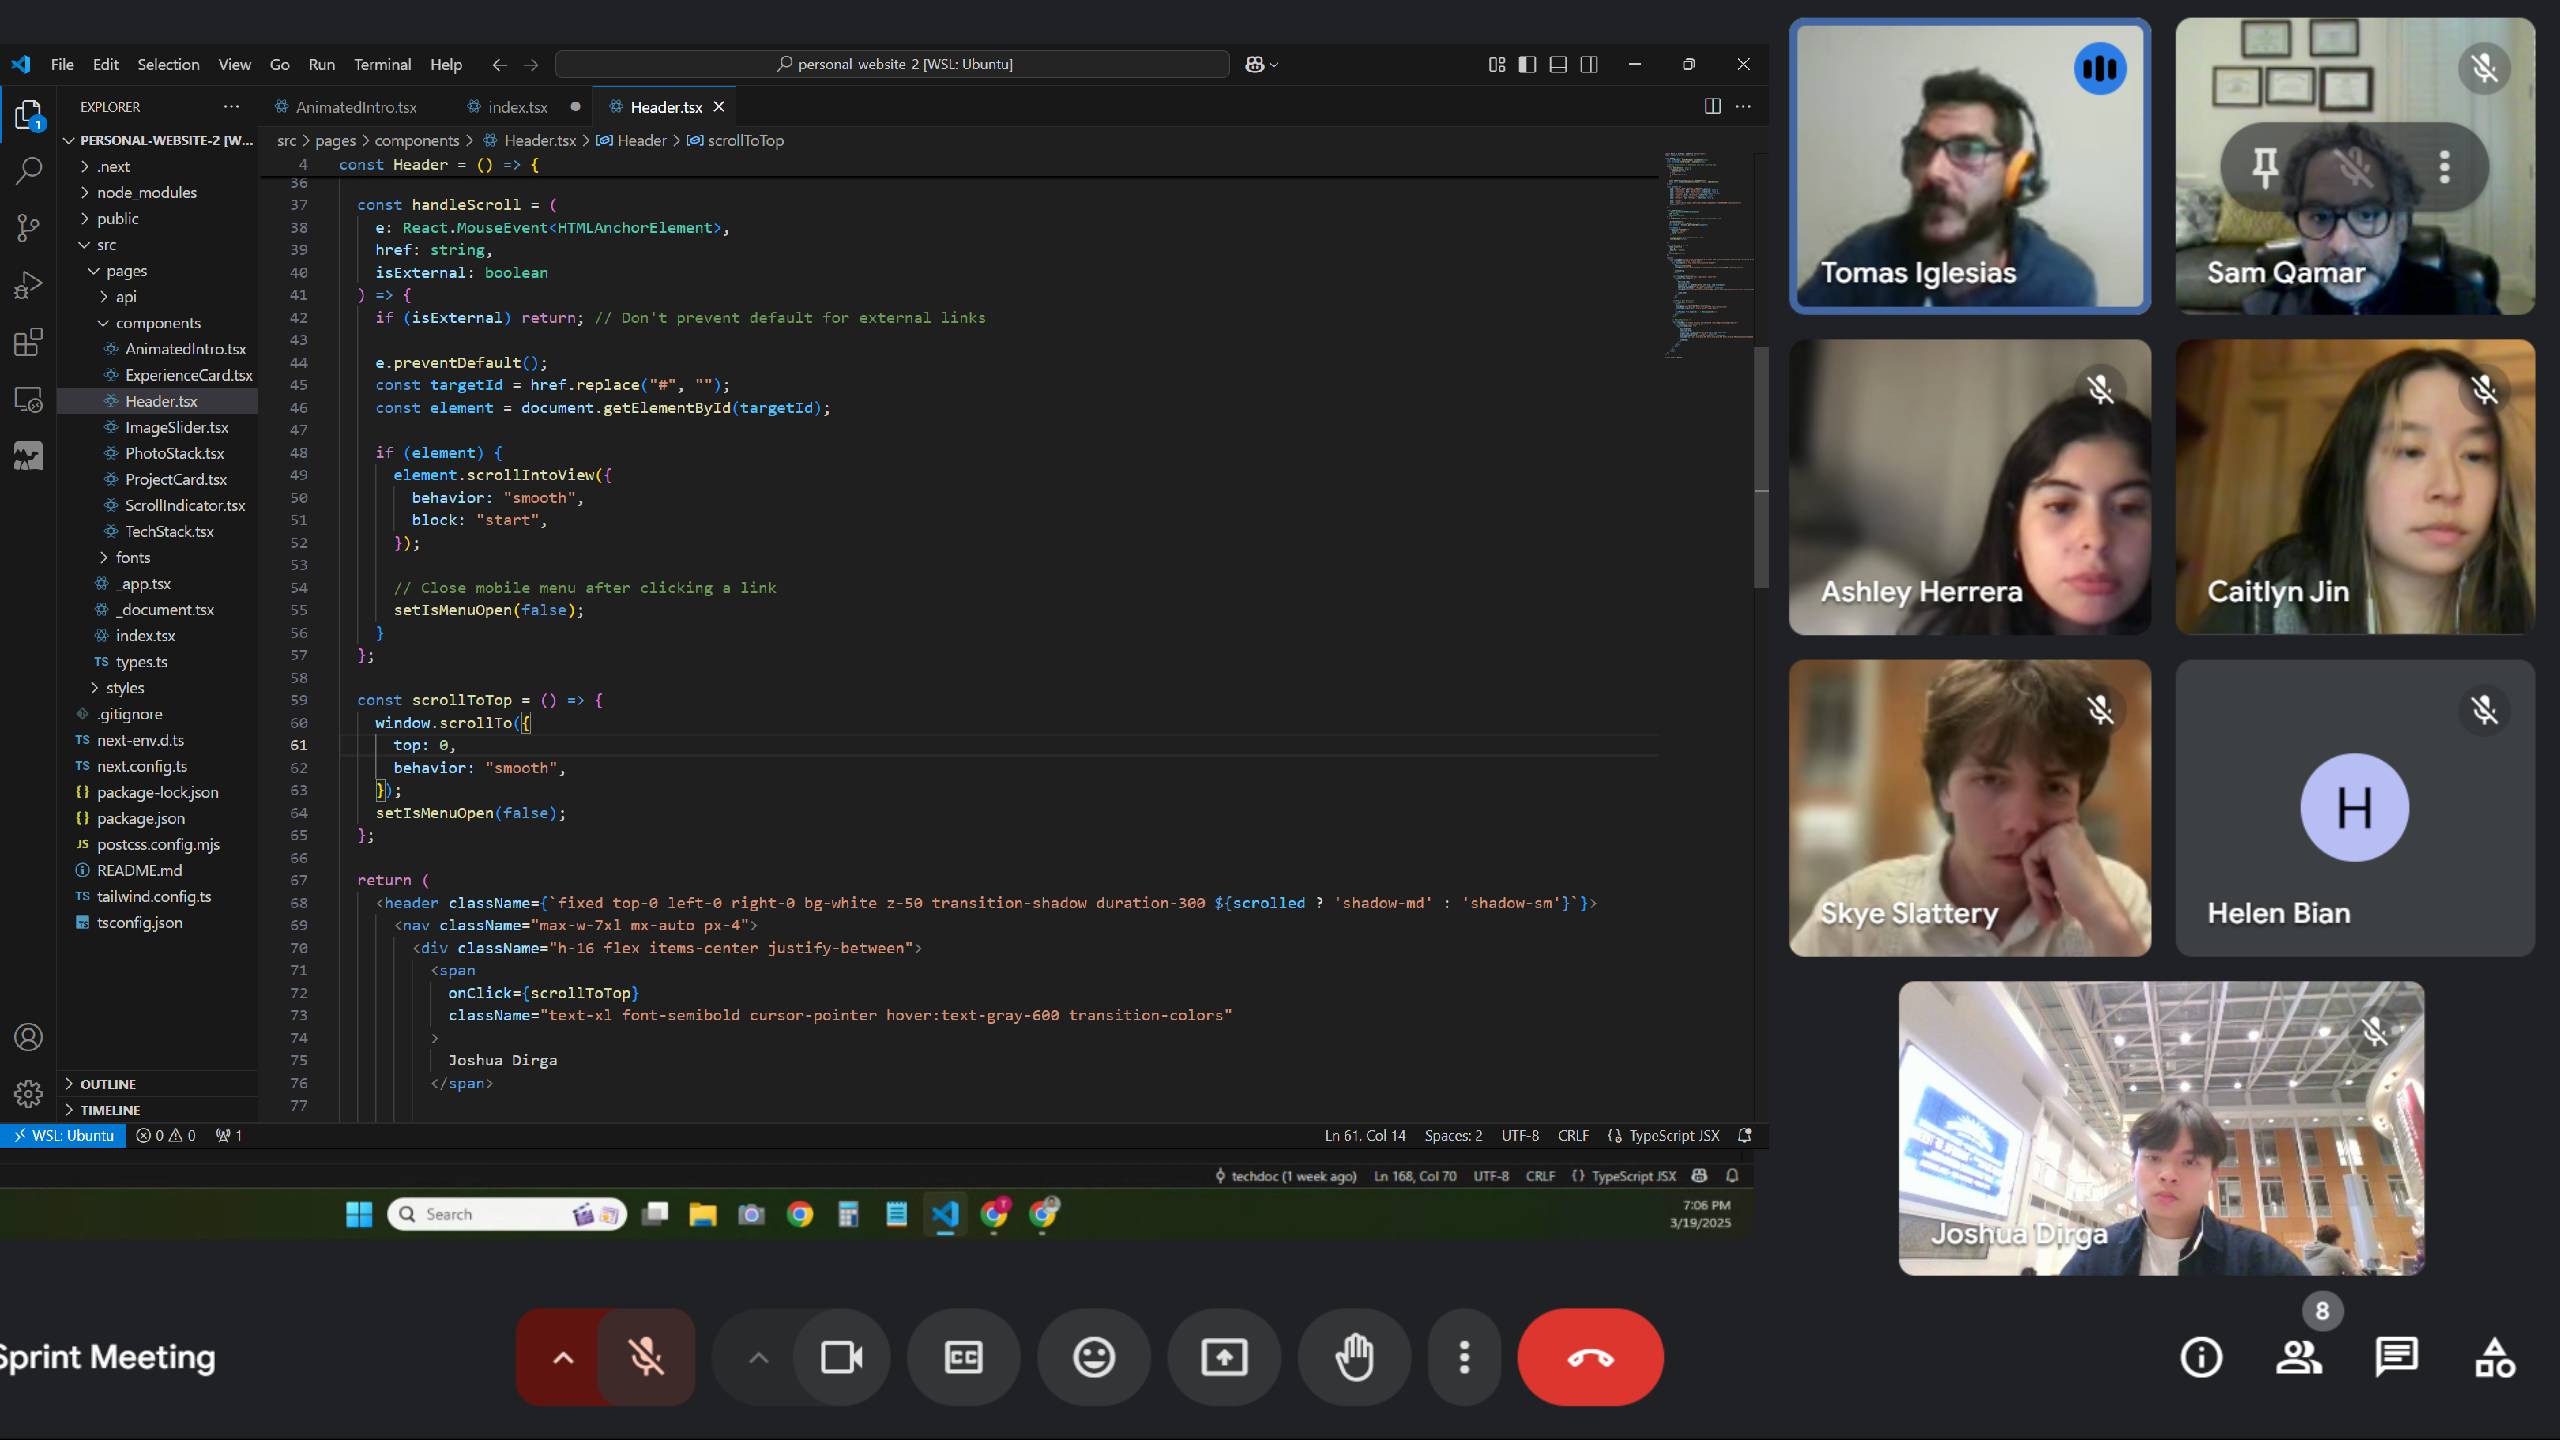 File Edit Selection View Go Run Terminal Help
personal-website-2 [WSL: Ubuntu]
EXPLORER
AnimatedIntro.tsx
index.tsx
Header.tsx
1
PERSONAL-WEBSITE-2 [W...
.next
node_modules
public
src
pages
api
components
AnimatedIntro.tsx
ExperienceCard.tsx
Header.tsx
ImageSlider.tsx
PhotoStack.tsx
ProjectCard.tsx
ScrollIndicator.tsx
TechStack.tsx
fonts
_app.tsx
_document.tsx
index.tsx
TS types.ts
styles
.gitignore
TS next-env.d.ts
TS next.config.ts
{} package-lock.json
{} package.json
JS postcss.config.mjs
README.md
TS tailwind.config.ts
tsconfig.json
OUTLINE
TIMELINE
src > pages > components > Header.tsx > Header > scrollToTop
4 const Header = () => {
36
37 const handleScroll = (
38 e: React.MouseEvent<HTMLAnchorElement>,
39 href: string,
40 isExternal: boolean
41 ) => {
42 if (isExternal) return; // Don't prevent default for external links
43
44 e.preventDefault();
45 const targetId = href.replace("#", "");
46 const element = document.getElementById(targetId);
47
48 if (element) {
49 element.scrollIntoView({
50 behavior: "smooth",
51 block: "start",
52 });
53
54 // Close mobile menu after clicking a link
55 setIsMenuOpen(false);
56 }
57 };
58
59 const scrollToTop = () => {
60 window.scrollTo({
61 top: 0,
62 behavior: "smooth",
63 });
64 setIsMenuOpen(false);
65 };
66
67 return (
68 <header className={`fixed top-0 left-0 right-0 bg-white z-50 transition-shadow duration-300 ${scrolled ? 'shadow-md' : 'shadow-sm'}`}>
69 <nav className="max-w-7xl mx-auto px-4">
70 <div className="h-16 flex items-center justify-between">
71 <span
72 onClick={scrollToTop}
73 className="text-xl font-semibold cursor-pointer hover:text-gray-600 transition-colors"
74 >
75 Joshua Dirga
76 </span>
77
WSL: Ubuntu 0 0 1 Ln 61, Col 14 Spaces: 2 UTF-8 CRLF {} TypeScript JSX
techdoc (1 week ago) Ln 168, Col 70 UTF-8 CRLF {} TypeScript JSX
Search
7:06 PM
3/19/2025
Tomas Iglesias
Sam Qamar
Ashley Herrera
Caitlyn Jin
Skye Slattery
H
Helen Bian
Joshua Dirga
Sprint Meeting
CC
8